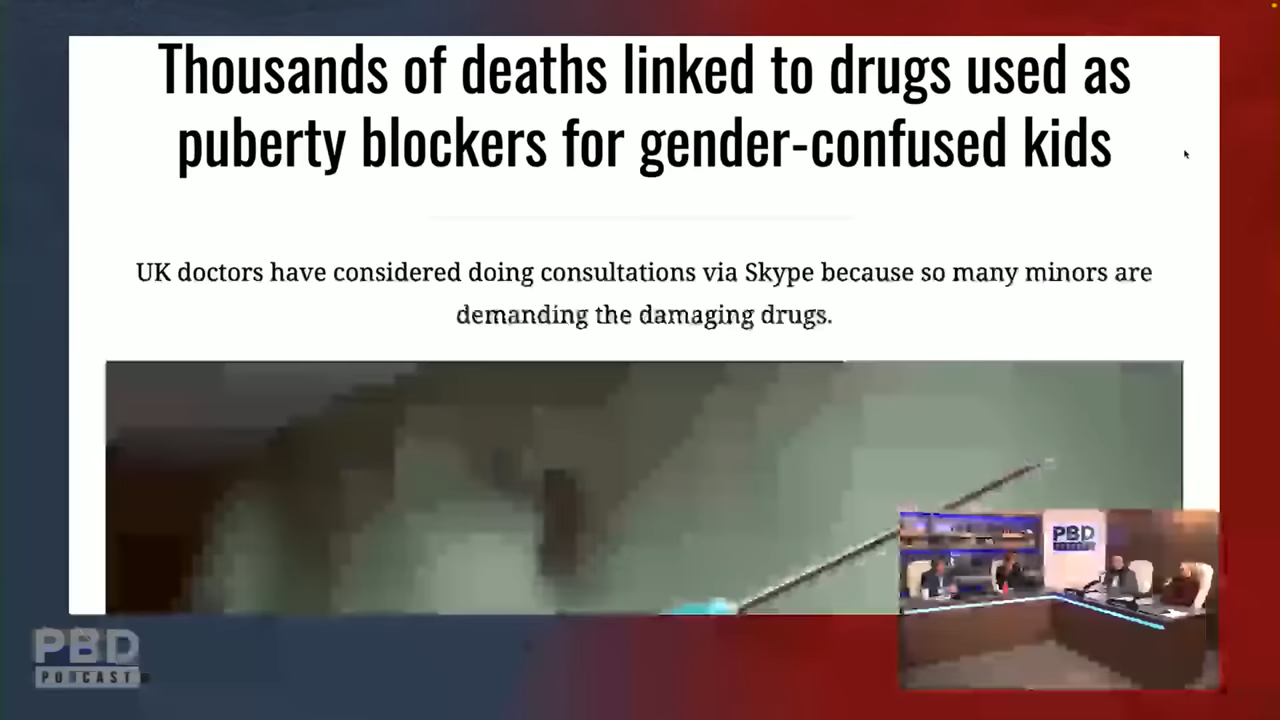 Thousands of deaths linked to drugs used as
puberty blockers for gender-confused kids
UK doctors have considered doing consultations via Skype because so many minors are
demanding the damaging drugs.
PBD
PBD
PODCAST